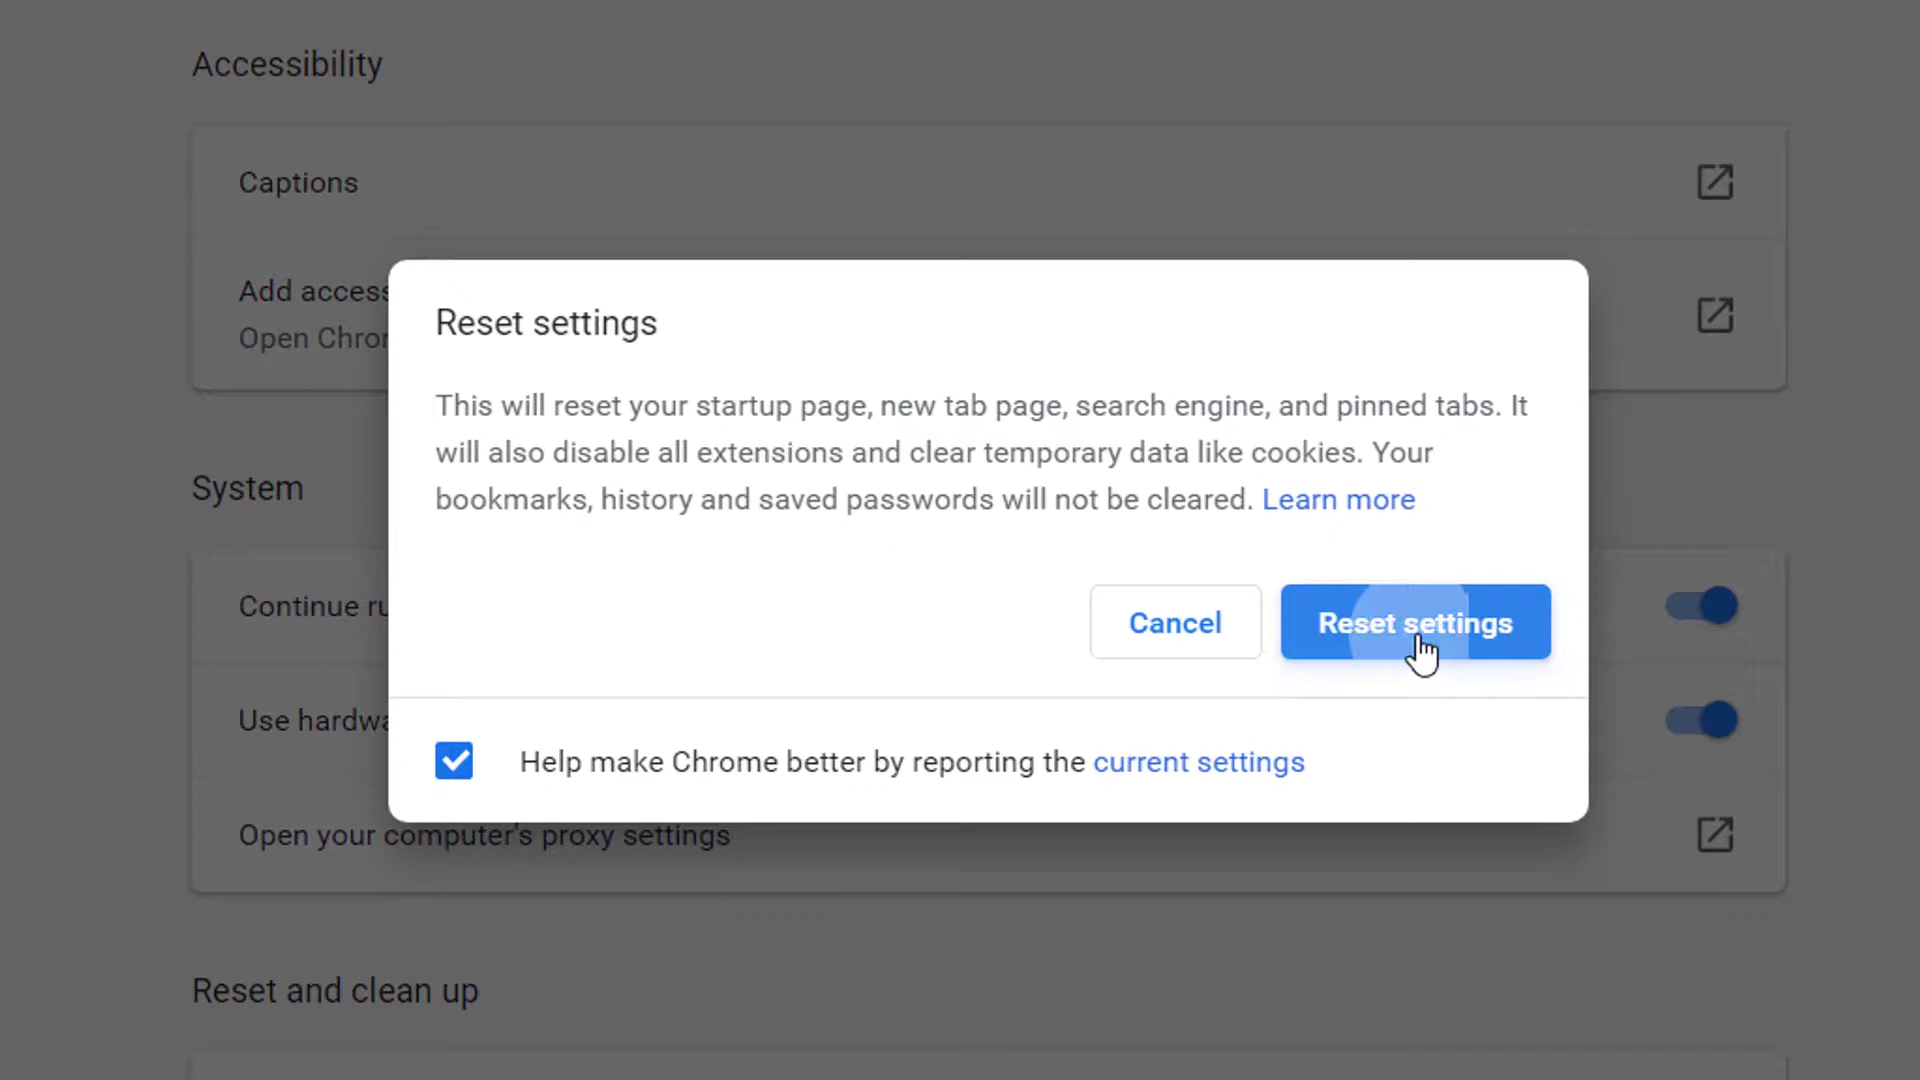 Accessibility
Captions
Add access
Open Chro
Reset settings
This will reset your startup page, new tab page, search engine, and pinned tabs. It
will also disable all extensions and clear temporary data like cookies. Your
bookmarks, history and saved passwords will not be cleared. Learn more
System
Continue ru
Cancel
Reset settings
Use hardwa
Help make Chrome better by reporting the current settings
Open your computer's proxy settings
Reset and clean up